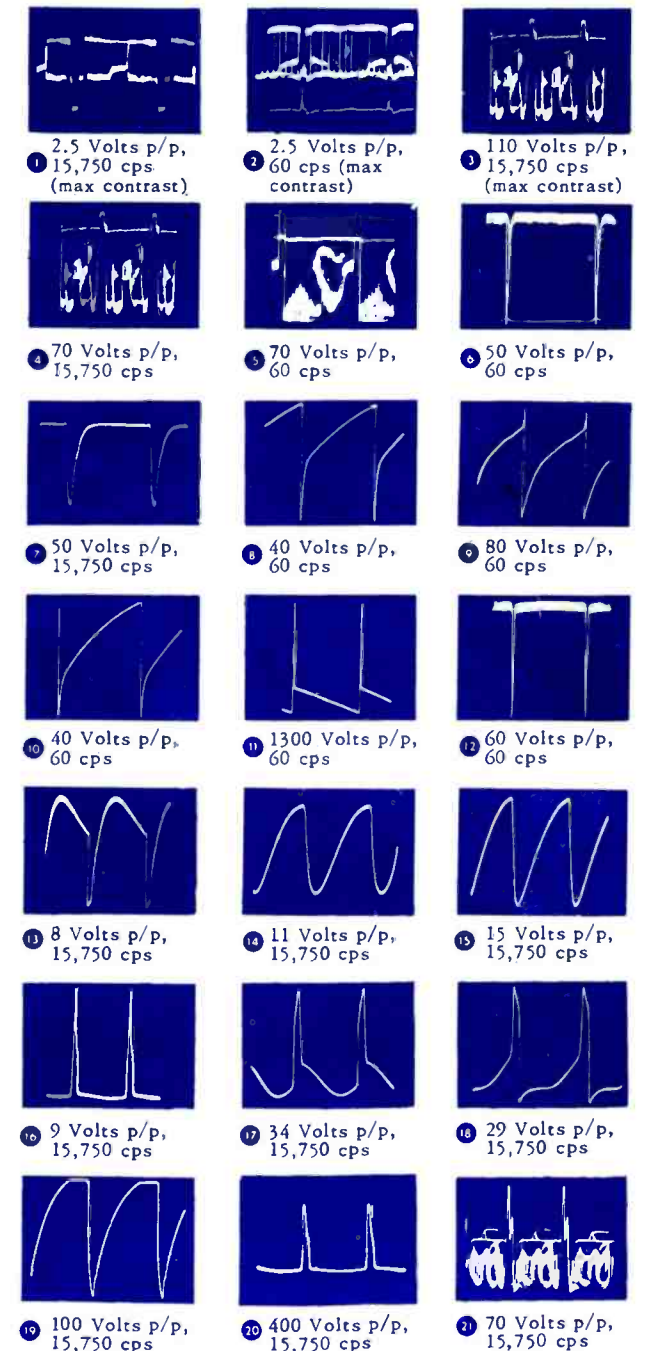 1 2.5 Volts p/p,
15,750 cps
(max contrast)
2 2.5 Volts p/p,
60 cps (max
contrast)
3 110 Volts p/p,
15,750 cps
(max contrast)
4 70 Volts p/p,
15,750 cps
5 70 Volts p/p,
60 cps
6 50 Volts p/p,
60 cps
7 50 Volts p/p,
15,750 cps
8 40 Volts p/p,
60 cps
9 80 Volts p/p,
60 cps
10 40 Volts p/p,
60 cps
11 1300 Volts p/p,
60 cps
12 60 Volts p/p,
60 cps
13 8 Volts p/p,
15,750 cps
14 11 Volts p/p,
15,750 cps
15 15 Volts p/p,
15,750 cps
16 9 Volts p/p,
15,750 cps
17 34 Volts p/p,
15,750 cps
18 29 Volts p/p,
15,750 cps
19 100 Volts p/p,
15,750 cps
20 400 Volts p/p,
15,750 cps
21 70 Volts p/p,
15,750 cps